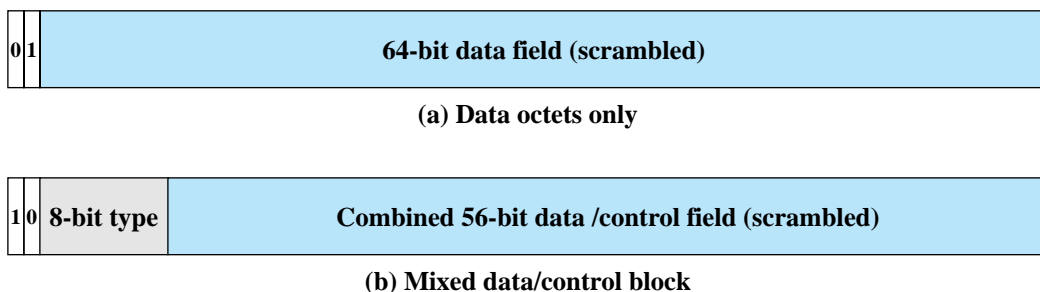 0 1 64-bit data field (scrambled)
(a) Data octets only
1 0 8-bit type Combined 56-bit data /control field (scrambled)
(b) Mixed data/control block